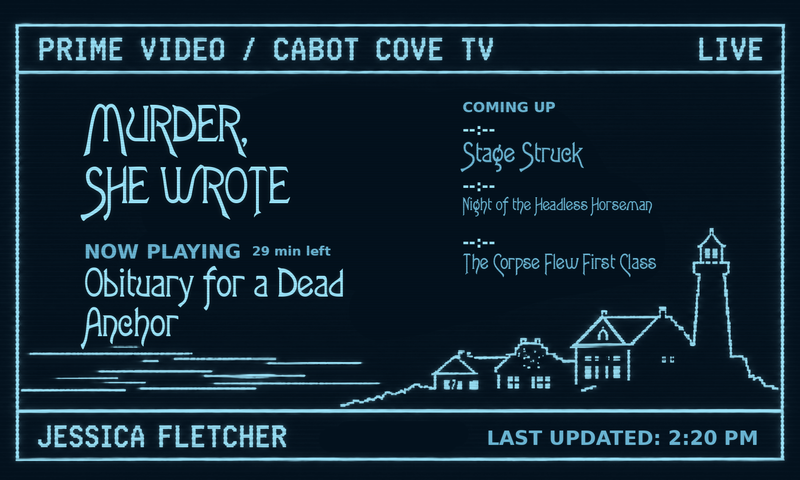 PRIME VIDEO / CABOT COVE TV
LIVE
MURDER,
SHE WROTE
NOW PLAYING 29 min left
Obituary for a Dead
Anchor
COMING UP
--:--
Stage Struck
--:--
Night of the Headless Horseman
--:--
The Corpse Flew First Class
JESSICA FLETCHER
LAST UPDATED: 2:20 PM